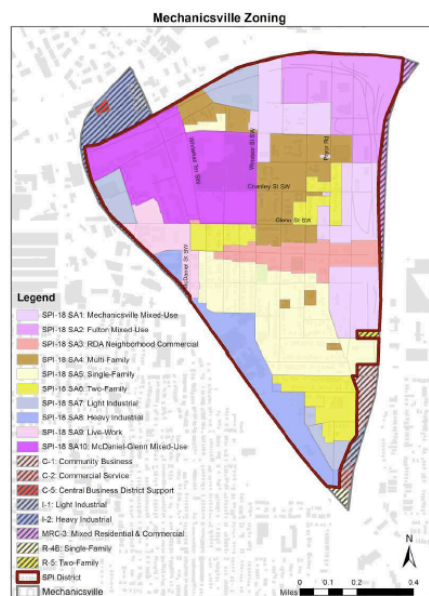 Mechanicsville Zoning
Windsor St SW
Pryor Rd
Crumley St SW
Glenn St SW
McDaniel St SW
Legend
SPI-18 SA1: Mechanicsville Mixed-Use
SPI-18 SA2: Fulton Mixed-Use
SPI-18 SA3: RDA Neighborhood Commercial
SPI-18 SA4: Multi-Family
SPI-18 SA5: Single-Family
SPI-18 SA6: Two-Family
SPI-18 SA7: Light Industrial
SPI-18 SA8: Heavy Industrial
SPI-18 SA9: Live-Work
SPI-18 SA10: McDaniel-Glenn Mixed-Use
C-1: Community Business
C-2: Commercial Service
C-5: Central Business District Support
I-1: Light Industrial
I-2: Heavy Industrial
MRC-3: Mixed Residential & Commercial
R-4B: Single-Family
R-5: Two-Family
SPI District
Mechanicsville
N
0 0.1 0.2 0.4
Miles